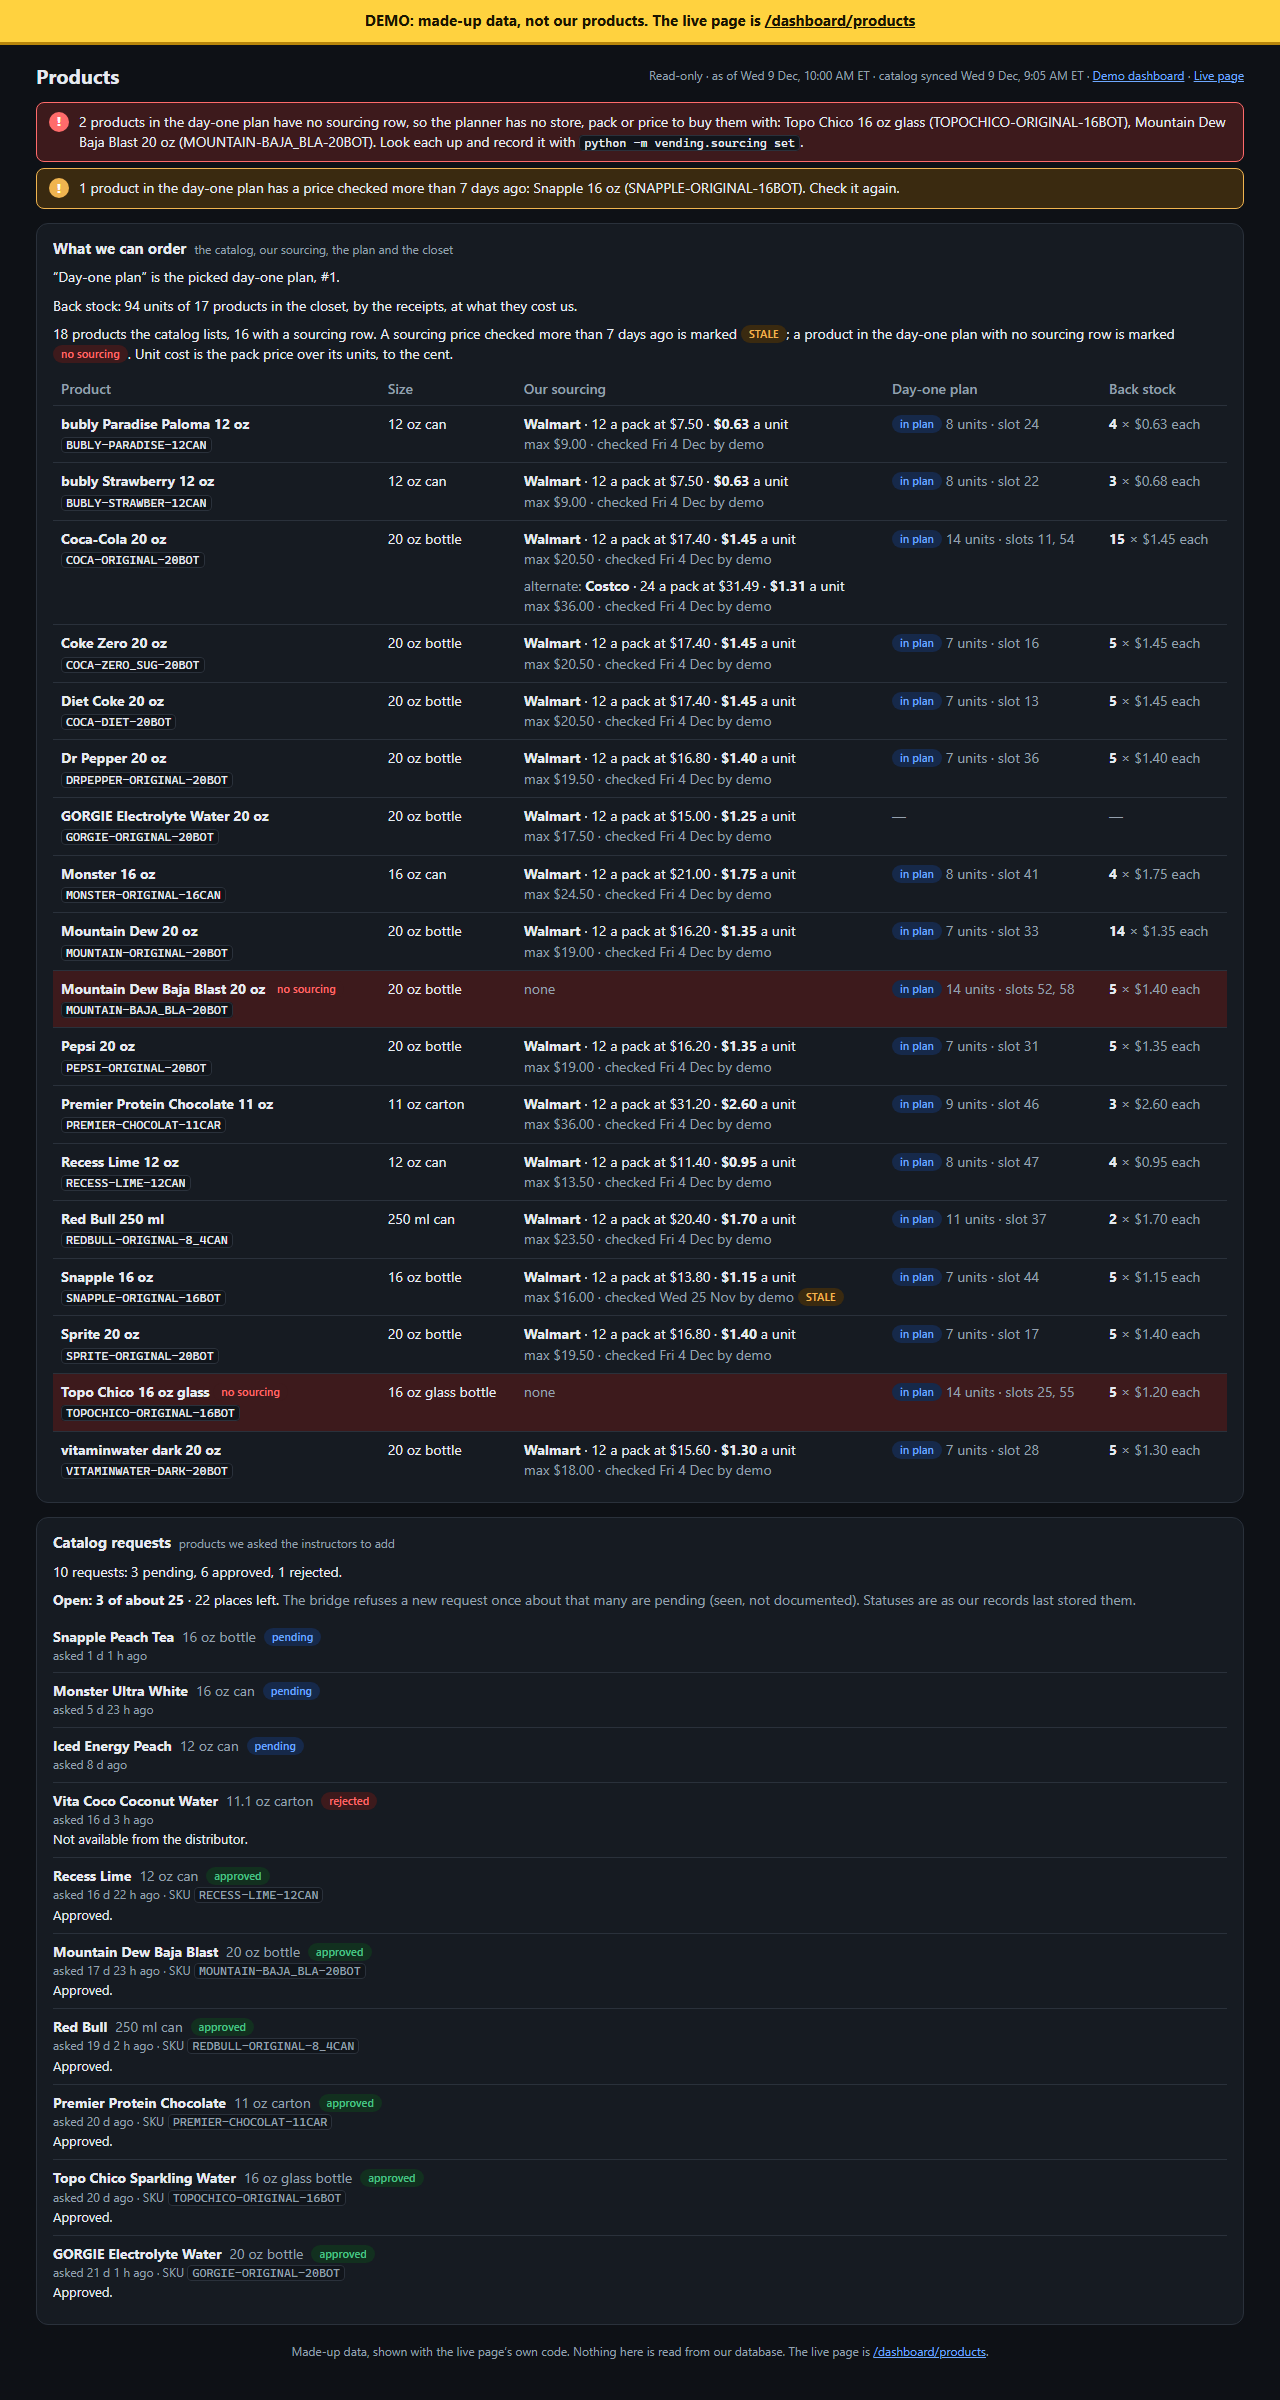 DEMO: made-up data, not our products. The live page is /dashboard/products
Products
Read-only · as of Wed 9 Dec, 10:00 AM ET · catalog synced Wed 9 Dec, 9:05 AM ET · Demo dashboard · Live page
! 2 products in the day-one plan have no sourcing row, so the planner has no store, pack or price to buy them with: Topo Chico 16 oz glass (TOPOCHICO-ORIGINAL-16BOT), Mountain Dew
Baja Blast 20 oz (MOUNTAIN-BAJA_BLA-20BOT). Look each up and record it with python -m vending.sourcing set.
! 1 product in the day-one plan has a price checked more than 7 days ago: Snapple 16 oz (SNAPPLE-ORIGINAL-16BOT). Check it again.
What we can order the catalog, our sourcing, the plan and the closet
"Day-one plan" is the picked day-one plan, #1.
Back stock: 94 units of 17 products in the closet, by the receipts, at what they cost us.
18 products the catalog lists, 16 with a sourcing row. A sourcing price checked more than 7 days ago is marked STALE; a product in the day-one plan with no sourcing row is marked
no sourcing. Unit cost is the pack price over its units, to the cent.
Product Size Our sourcing Day-one plan Back stock
bubly Paradise Paloma 12 oz 12 oz can Walmart · 12 a pack at $7.50 · $0.63 a unit in plan 8 units · slot 24 4 × $0.63 each
BUBLY-PARADISE-12CAN max $9.00 · checked Fri 4 Dec by demo
bubly Strawberry 12 oz 12 oz can Walmart · 12 a pack at $7.50 · $0.63 a unit in plan 8 units · slot 22 3 × $0.68 each
BUBLY-STRAWBER-12CAN max $9.00 · checked Fri 4 Dec by demo
Coca-Cola 20 oz 20 oz bottle Walmart · 12 a pack at $17.40 · $1.45 a unit in plan 14 units · slots 11, 54 15 × $1.45 each
COCA-ORIGINAL-20BOT max $20.50 · checked Fri 4 Dec by demo
alternate: Costco · 24 a pack at $31.49 · $1.31 a unit
max $36.00 · checked Fri 4 Dec by demo
Coke Zero 20 oz 20 oz bottle Walmart · 12 a pack at $17.40 · $1.45 a unit in plan 7 units · slot 16 5 × $1.45 each
COCA-ZERO_SUG-20BOT max $20.50 · checked Fri 4 Dec by demo
Diet Coke 20 oz 20 oz bottle Walmart · 12 a pack at $17.40 · $1.45 a unit in plan 7 units · slot 13 5 × $1.45 each
COCA-DIET-20BOT max $20.50 · checked Fri 4 Dec by demo
Dr Pepper 20 oz 20 oz bottle Walmart · 12 a pack at $16.80 · $1.40 a unit in plan 7 units · slot 36 5 × $1.40 each
DRPEPPER-ORIGINAL-20BOT max $19.50 · checked Fri 4 Dec by demo
GORGIE Electrolyte Water 20 oz 20 oz bottle Walmart · 12 a pack at $15.00 · $1.25 a unit — —
GORGIE-ORIGINAL-20BOT max $17.50 · checked Fri 4 Dec by demo
Monster 16 oz 16 oz can Walmart · 12 a pack at $21.00 · $1.75 a unit in plan 8 units · slot 41 4 × $1.75 each
MONSTER-ORIGINAL-16CAN max $24.50 · checked Fri 4 Dec by demo
Mountain Dew 20 oz 20 oz bottle Walmart · 12 a pack at $16.20 · $1.35 a unit in plan 7 units · slot 33 14 × $1.35 each
MOUNTAIN-ORIGINAL-20BOT max $19.00 · checked Fri 4 Dec by demo
Mountain Dew Baja Blast 20 oz no sourcing 20 oz bottle none in plan 14 units · slots 52, 58 5 × $1.40 each
MOUNTAIN-BAJA_BLA-20BOT
Pepsi 20 oz 20 oz bottle Walmart · 12 a pack at $16.20 · $1.35 a unit in plan 7 units · slot 31 5 × $1.35 each
PEPSI-ORIGINAL-20BOT max $19.00 · checked Fri 4 Dec by demo
Premier Protein Chocolate 11 oz 11 oz carton Walmart · 12 a pack at $31.20 · $2.60 a unit in plan 9 units · slot 46 3 × $2.60 each
PREMIER-CHOCOLAT-11CAR max $36.00 · checked Fri 4 Dec by demo
Recess Lime 12 oz 12 oz can Walmart · 12 a pack at $11.40 · $0.95 a unit in plan 8 units · slot 47 4 × $0.95 each
RECESS-LIME-12CAN max $13.50 · checked Fri 4 Dec by demo
Red Bull 250 ml 250 ml can Walmart · 12 a pack at $20.40 · $1.70 a unit in plan 11 units · slot 37 2 × $1.70 each
REDBULL-ORIGINAL-8_4CAN max $23.50 · checked Fri 4 Dec by demo
Snapple 16 oz 16 oz bottle Walmart · 12 a pack at $13.80 · $1.15 a unit in plan 7 units · slot 44 5 × $1.15 each
SNAPPLE-ORIGINAL-16BOT max $16.00 · checked Wed 25 Nov by demo STALE
Sprite 20 oz 20 oz bottle Walmart · 12 a pack at $16.80 · $1.40 a unit in plan 7 units · slot 17 5 × $1.40 each
SPRITE-ORIGINAL-20BOT max $19.50 · checked Fri 4 Dec by demo
Topo Chico 16 oz glass no sourcing 16 oz glass bottle none in plan 14 units · slots 25, 55 5 × $1.20 each
TOPOCHICO-ORIGINAL-16BOT
vitaminwater dark 20 oz 20 oz bottle Walmart · 12 a pack at $15.60 · $1.30 a unit in plan 7 units · slot 28 5 × $1.30 each
VITAMINWATER-DARK-20BOT max $18.00 · checked Fri 4 Dec by demo
Catalog requests products we asked the instructors to add
10 requests: 3 pending, 6 approved, 1 rejected.
Open: 3 of about 25 · 22 places left. The bridge refuses a new request once about that many are pending (seen, not documented). Statuses are as our records last stored them.
Snapple Peach Tea 16 oz bottle pending
asked 1 d 1 h ago
Monster Ultra White 16 oz can pending
asked 5 d 23 h ago
Iced Energy Peach 12 oz can pending
asked 8 d ago
Vita Coco Coconut Water 11.1 oz carton rejected
asked 16 d 3 h ago
Not available from the distributor.
Recess Lime 12 oz can approved
asked 16 d 22 h ago · SKU RECESS-LIME-12CAN
Approved.
Mountain Dew Baja Blast 20 oz bottle approved
asked 17 d 23 h ago · SKU MOUNTAIN-BAJA_BLA-20BOT
Approved.
Red Bull 250 ml can approved
asked 19 d 2 h ago · SKU REDBULL-ORIGINAL-8_4CAN
Approved.
Premier Protein Chocolate 11 oz carton approved
asked 20 d ago · SKU PREMIER-CHOCOLAT-11CAR
Approved.
Topo Chico Sparkling Water 16 oz glass bottle approved
asked 20 d ago · SKU TOPOCHICO-ORIGINAL-16BOT
Approved.
GORGIE Electrolyte Water 20 oz bottle approved
asked 21 d 1 h ago · SKU GORGIE-ORIGINAL-20BOT
Approved.
Made-up data, shown with the live page's own code. Nothing here is read from our database. The live page is /dashboard/products.